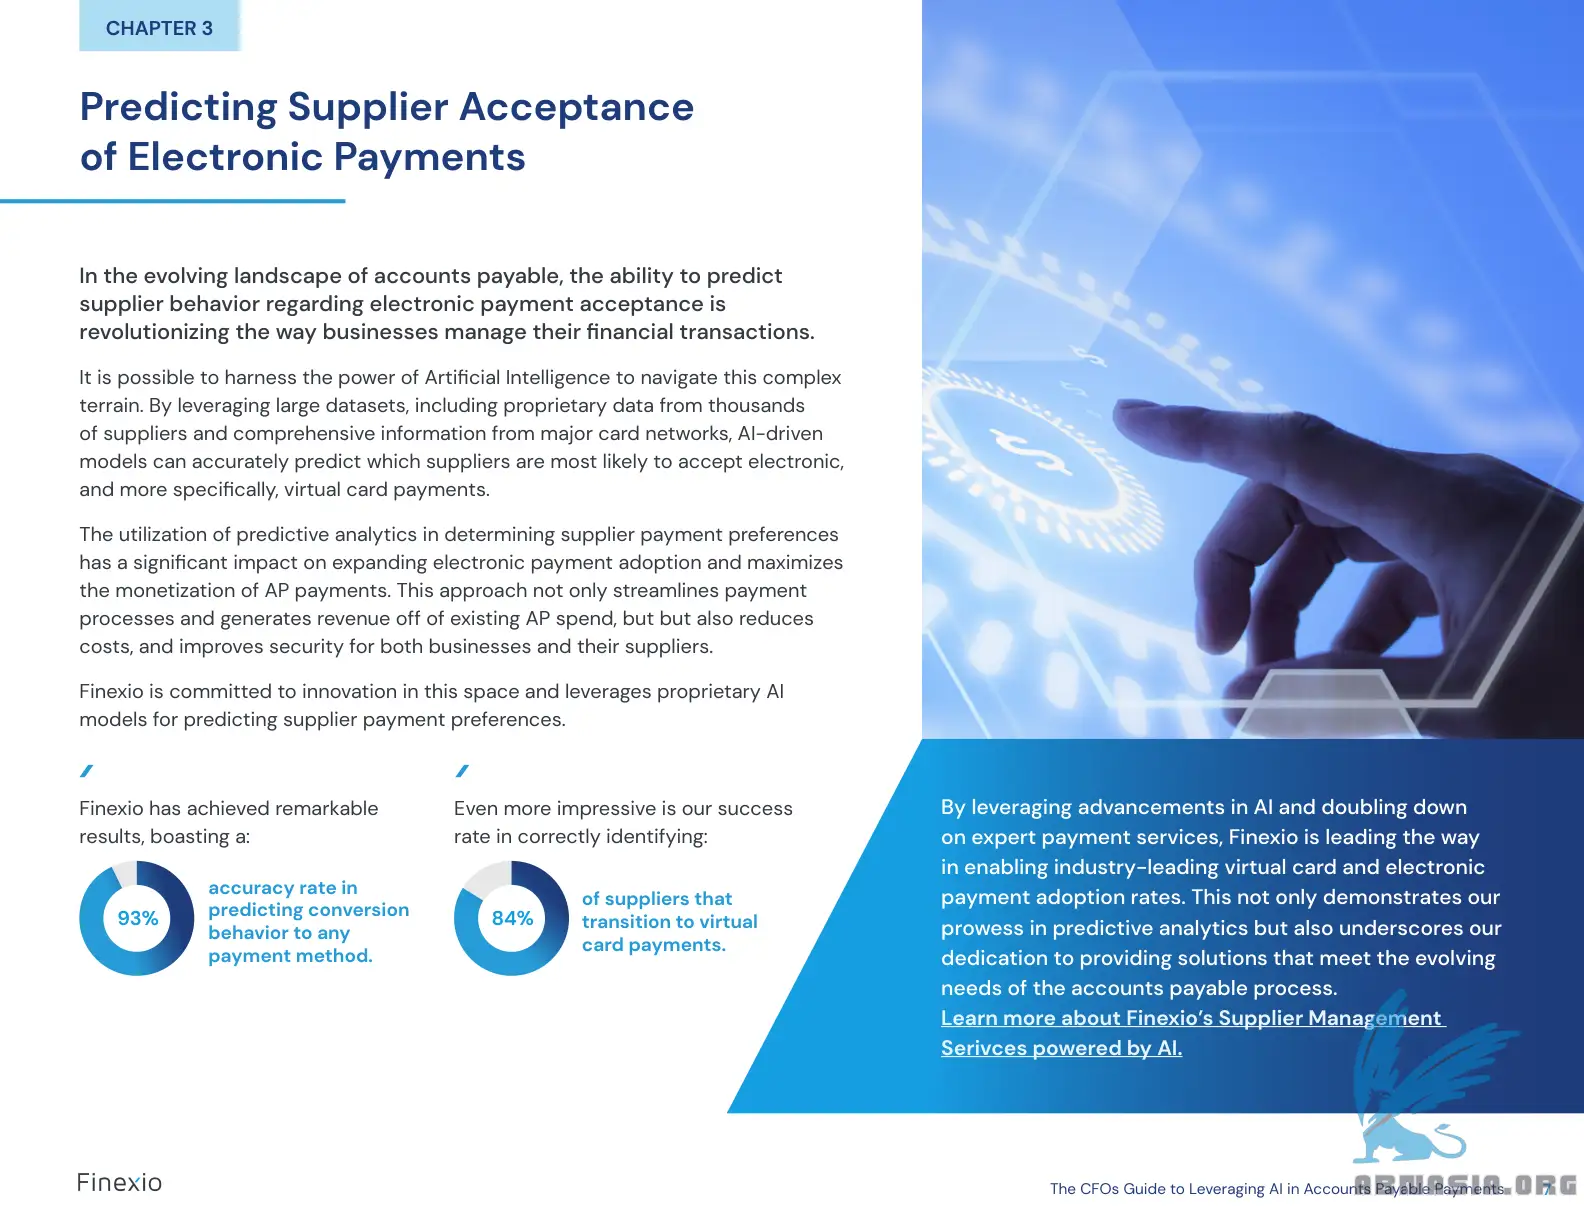 CHAPTER 3
Predicting Supplier Acceptance
of Electronic Payments
In the evolving landscape of accounts payable, the ability to predict
supplier behavior regarding electronic payment acceptance is
revolutionizing the way businesses manage their financial transactions.
It is possible to harness the power of Artificial Intelligence to navigate this complex
terrain. By leveraging large datasets, including proprietary data from thousands
of suppliers and comprehensive information from major card networks, AI-driven
models can accurately predict which suppliers are most likely to accept electronic,
and more specifically, virtual card payments.
The utilization of predictive analytics in determining supplier payment preferences
has a significant impact on expanding electronic payment adoption and maximizes
the monetization of AP payments. This approach not only streamlines payment
processes and generates revenue off of existing AP spend, but but also reduces
costs, and improves security for both businesses and their suppliers.
Finexio is committed to innovation in this space and leverages proprietary AI
models for predicting supplier payment preferences.
Finexio has achieved remarkable
results, boasting a:
93%
accuracy rate in
predicting conversion
behavior to any
payment method.
Even more impressive is our success
rate in correctly identifying:
84%
of suppliers that
transition to virtual
card payments.
By leveraging advancements in AI and doubling down
on expert payment services, Finexio is leading the way
in enabling industry-leading virtual card and electronic
payment adoption rates. This not only demonstrates our
prowess in predictive analytics but also underscores our
dedication to providing solutions that meet the evolving
needs of the accounts payable process.
Learn more about Finexio's Supplier Management
Serivces powered by AI.
Finexio
The CFOs Guide to Leveraging AI in Accounts Payable Payments
7
ARMASIA.ORG